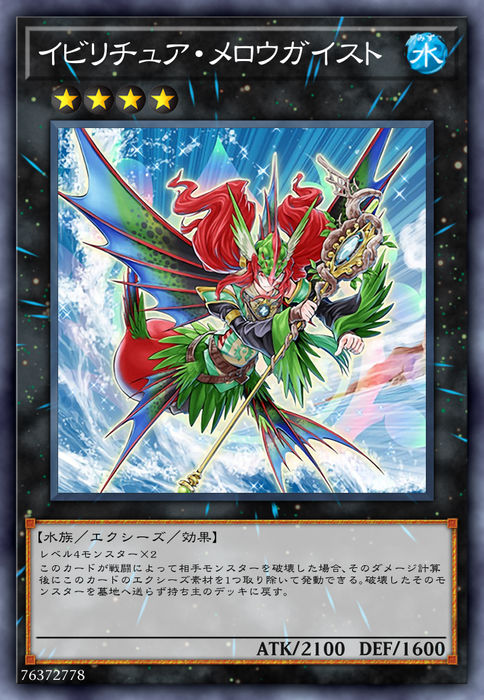 イビリチュア・メロウガイスト
みず
水
【水族／エクシーズ／効果】
レベル4モンスター×2
このカードが戦闘によって相手モンスターを破壊した場合、そのダメージ計算
後にこのカードのエクシーズ素材を1つ取り除いて発動できる。破壊したそのモ
ンスターを墓地へ送らず持ち主のデッキに戻す。
ATK/2100 DEF/1600
76372778